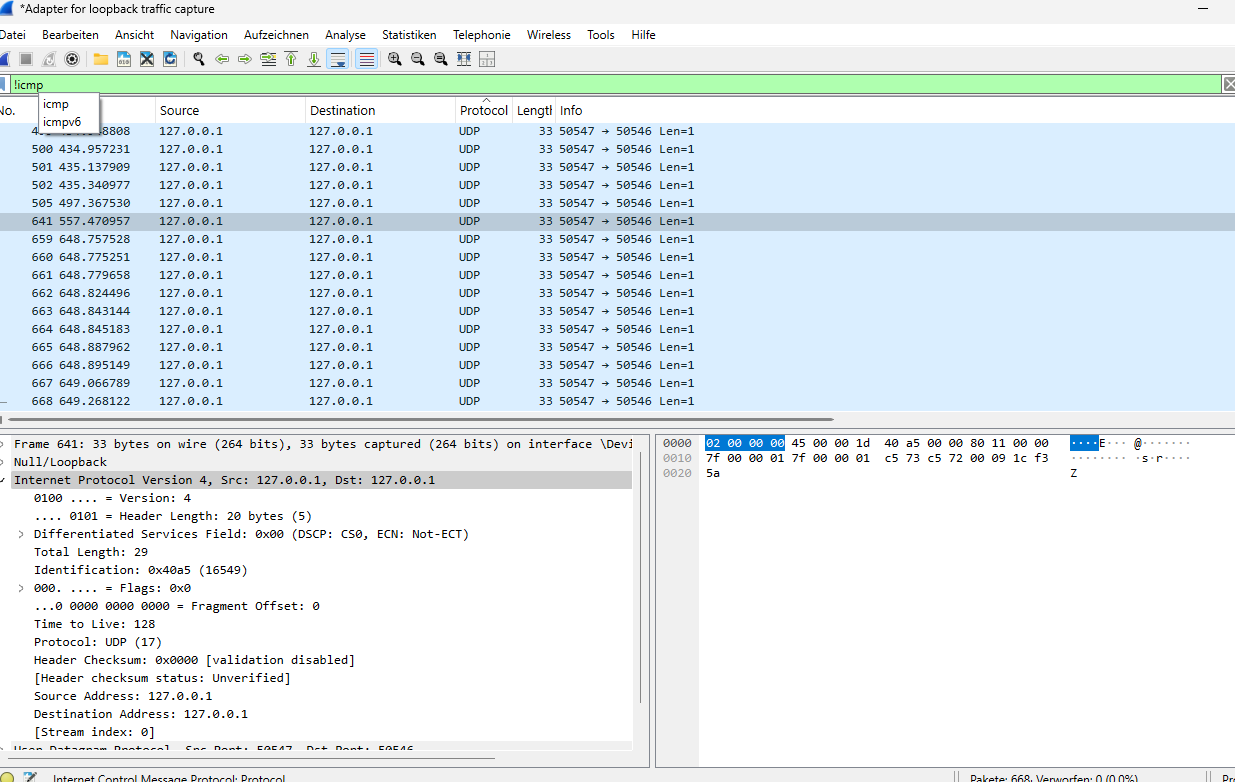 *Adapter for loopback traffic capture
Datei Bearbeiten Ansicht Navigation Aufzeichnen Analyse Statistiken Telephonie Wireless Tools Hilfe
!icmp
icmp
icmpv6
No. Source Destination Protocol Length Info
127.0.0.1 127.0.0.1 UDP 33 50547 → 50546 Len=1
500 434.957231 127.0.0.1 127.0.0.1 UDP 33 50547 → 50546 Len=1
501 435.137909 127.0.0.1 127.0.0.1 UDP 33 50547 → 50546 Len=1
502 435.340977 127.0.0.1 127.0.0.1 UDP 33 50547 → 50546 Len=1
505 497.367530 127.0.0.1 127.0.0.1 UDP 33 50547 → 50546 Len=1
641 557.470957 127.0.0.1 127.0.0.1 UDP 33 50547 → 50546 Len=1
659 648.757528 127.0.0.1 127.0.0.1 UDP 33 50547 → 50546 Len=1
660 648.775251 127.0.0.1 127.0.0.1 UDP 33 50547 → 50546 Len=1
661 648.779658 127.0.0.1 127.0.0.1 UDP 33 50547 → 50546 Len=1
662 648.824496 127.0.0.1 127.0.0.1 UDP 33 50547 → 50546 Len=1
663 648.843144 127.0.0.1 127.0.0.1 UDP 33 50547 → 50546 Len=1
664 648.845183 127.0.0.1 127.0.0.1 UDP 33 50547 → 50546 Len=1
665 648.887962 127.0.0.1 127.0.0.1 UDP 33 50547 → 50546 Len=1
666 648.895149 127.0.0.1 127.0.0.1 UDP 33 50547 → 50546 Len=1
667 649.066789 127.0.0.1 127.0.0.1 UDP 33 50547 → 50546 Len=1
668 649.268122 127.0.0.1 127.0.0.1 UDP 33 50547 → 50546 Len=1
Frame 641: 33 bytes on wire (264 bits), 33 bytes captured (264 bits) on interface \Devi
Null/Loopback
Internet Protocol Version 4, Src: 127.0.0.1, Dst: 127.0.0.1
0100 .... = Version: 4
.... 0101 = Header Length: 20 bytes (5)
Differentiated Services Field: 0x00 (DSCP: CS0, ECN: Not-ECT)
Total Length: 29
Identification: 0x40a5 (16549)
000. .... = Flags: 0x0
...0 0000 0000 0000 = Fragment Offset: 0
Time to Live: 128
Protocol: UDP (17)
Header Checksum: 0x0000 [validation disabled]
[Header checksum status: Unverified]
Source Address: 127.0.0.1
Destination Address: 127.0.0.1
[Stream index: 0]
User Datagram Protocol, Src Port: 50547, Dst Port: 50546
0000 02 00 00 00 45 00 00 1d 40 a5 00 00 80 11 00 00 ····E··· @·······
0010 7f 00 00 01 7f 00 00 01 c5 73 c5 72 00 09 1c f3 ········ ·s·r····
0020 5a Z
Internet Control Message Protocol: Protocol
Pakete: 668· Verworfen: 0 (0.0%)